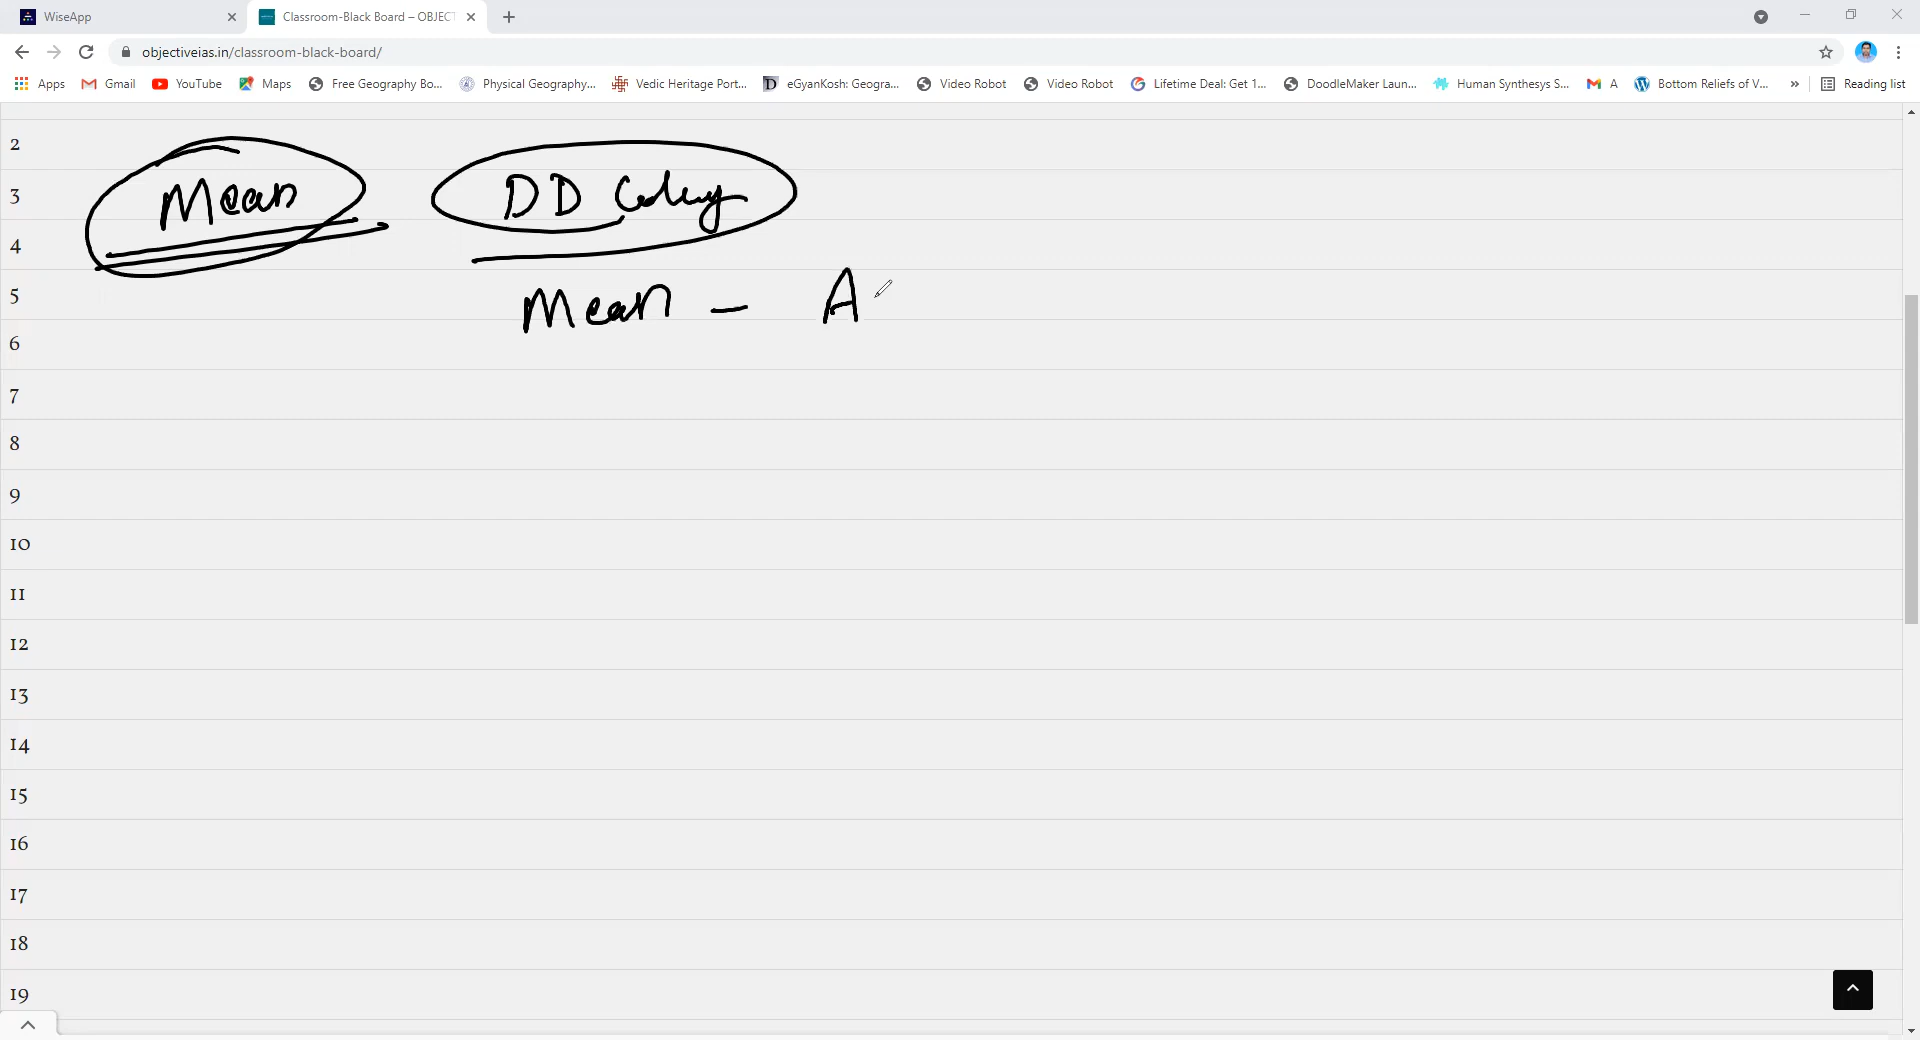 WiseApp
Classroom-Black Board – OBJECT
objectiveias.in/classroom-black-board/
Apps Gmail YouTube Maps Free Geography Bo... Physical Geography... Vedic Heritage Port... eGyanKosh: Geogra... Video Robot Video Robot Lifetime Deal: Get 1... DoodleMaker Laun... Human Synthesys S... A Bottom Reliefs of V... » Reading list
2
3 Mean DD
4
5 Mean – A
6
7
8
9
10
11
12
13
14
15
16
17
18
19